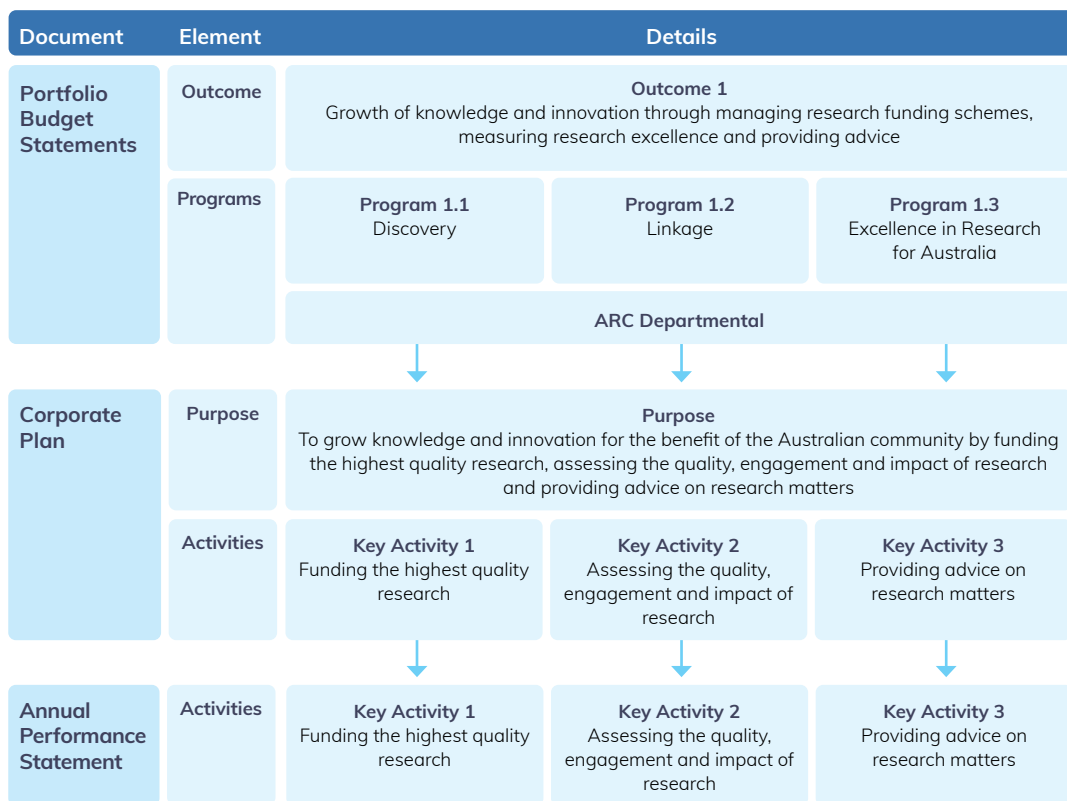 Document Element Details
Portfolio
Budget
Statements
Outcome
Outcome 1
Growth of knowledge and innovation through managing research funding schemes,
measuring research excellence and providing advice
Programs
Program 1.1
Discovery
Program 1.2
Linkage
Program 1.3
Excellence in Research
for Australia
ARC Departmental
Corporate
Plan
Purpose
Purpose
To grow knowledge and innovation for the benefit of the Australian community by funding
the highest quality research, assessing the quality, engagement and impact of research
and providing advice on research matters
Activities
Key Activity 1
Funding the highest quality
research
Key Activity 2
Assessing the quality,
engagement and impact of
research
Key Activity 3
Providing advice on
research matters
Annual
Performance
Statement
Activities
Key Activity 1
Funding the highest quality
research
Key Activity 2
Assessing the quality,
engagement and impact of
research
Key Activity 3
Providing advice on
research matters